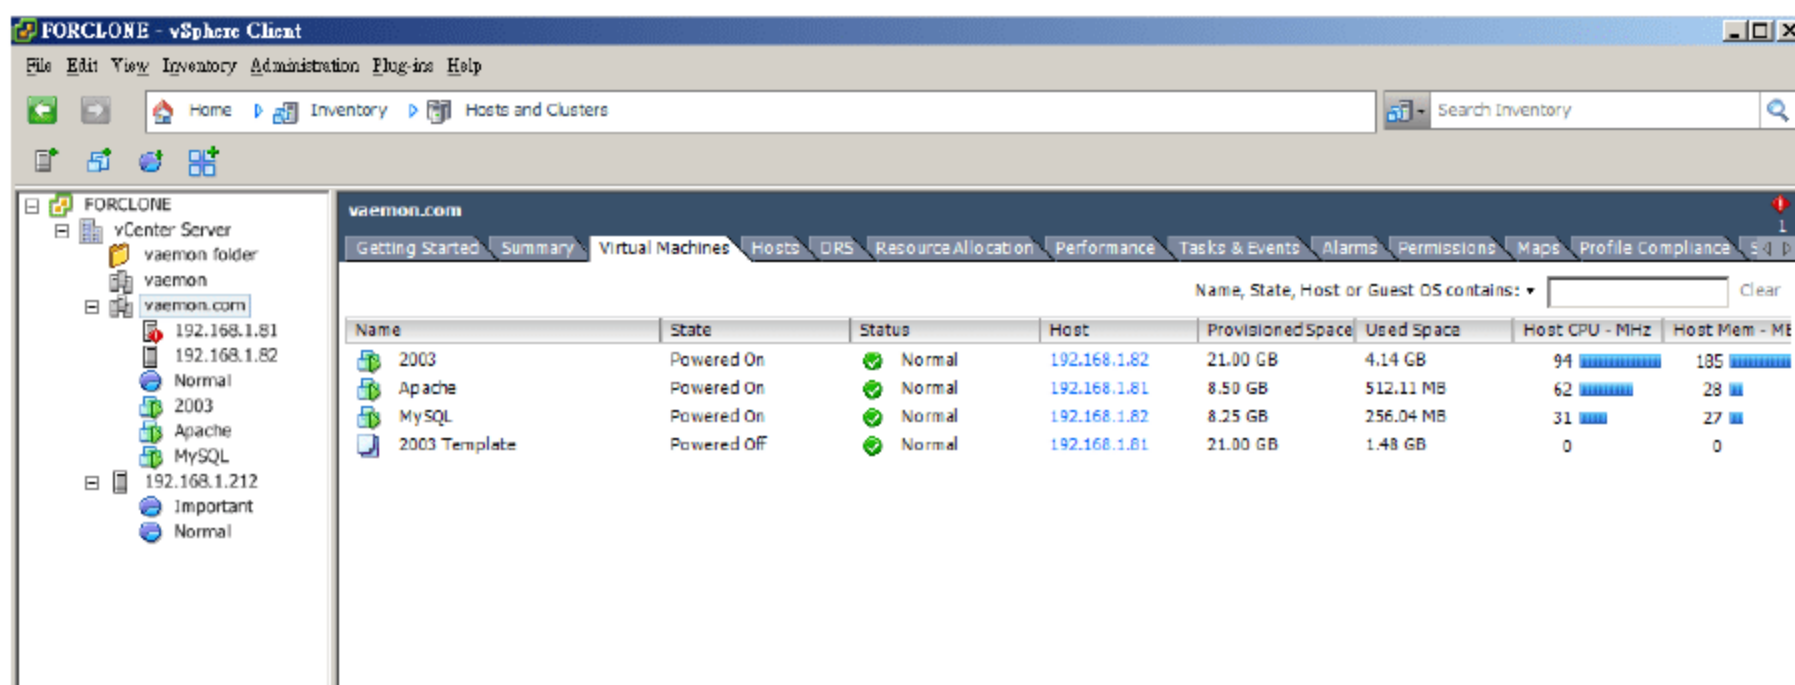 FORCLONE - vSphere Client
File Edit View Inventory Administration Plug-ins Help
Home Inventory Hosts and Clusters Search Inventory
FORCLONE
vCenter Server
vaemon folder
vaemon
vaemon.com
192.168.1.81
192.168.1.82
Normal
2003
Apache
MySQL
192.168.1.212
Important
Normal
vaemon.com
1
Getting Started Summary Virtual Machines Hosts DRS Resource Allocation Performance Tasks & Events Alarms Permissions Maps Profile Compliance S
Name, State, Host or Guest OS contains: Clear
Name State Status Host Provisioned Space Used Space Host CPU - MHz Host Mem - MB
2003 Powered On Normal 192.168.1.82 21.00 GB 4.14 GB 94 185
Apache Powered On Normal 192.168.1.81 8.50 GB 512.11 MB 62 28
MySQL Powered On Normal 192.168.1.82 8.25 GB 256.04 MB 31 27
2003 Template Powered Off Normal 192.168.1.81 21.00 GB 1.48 GB 0 0